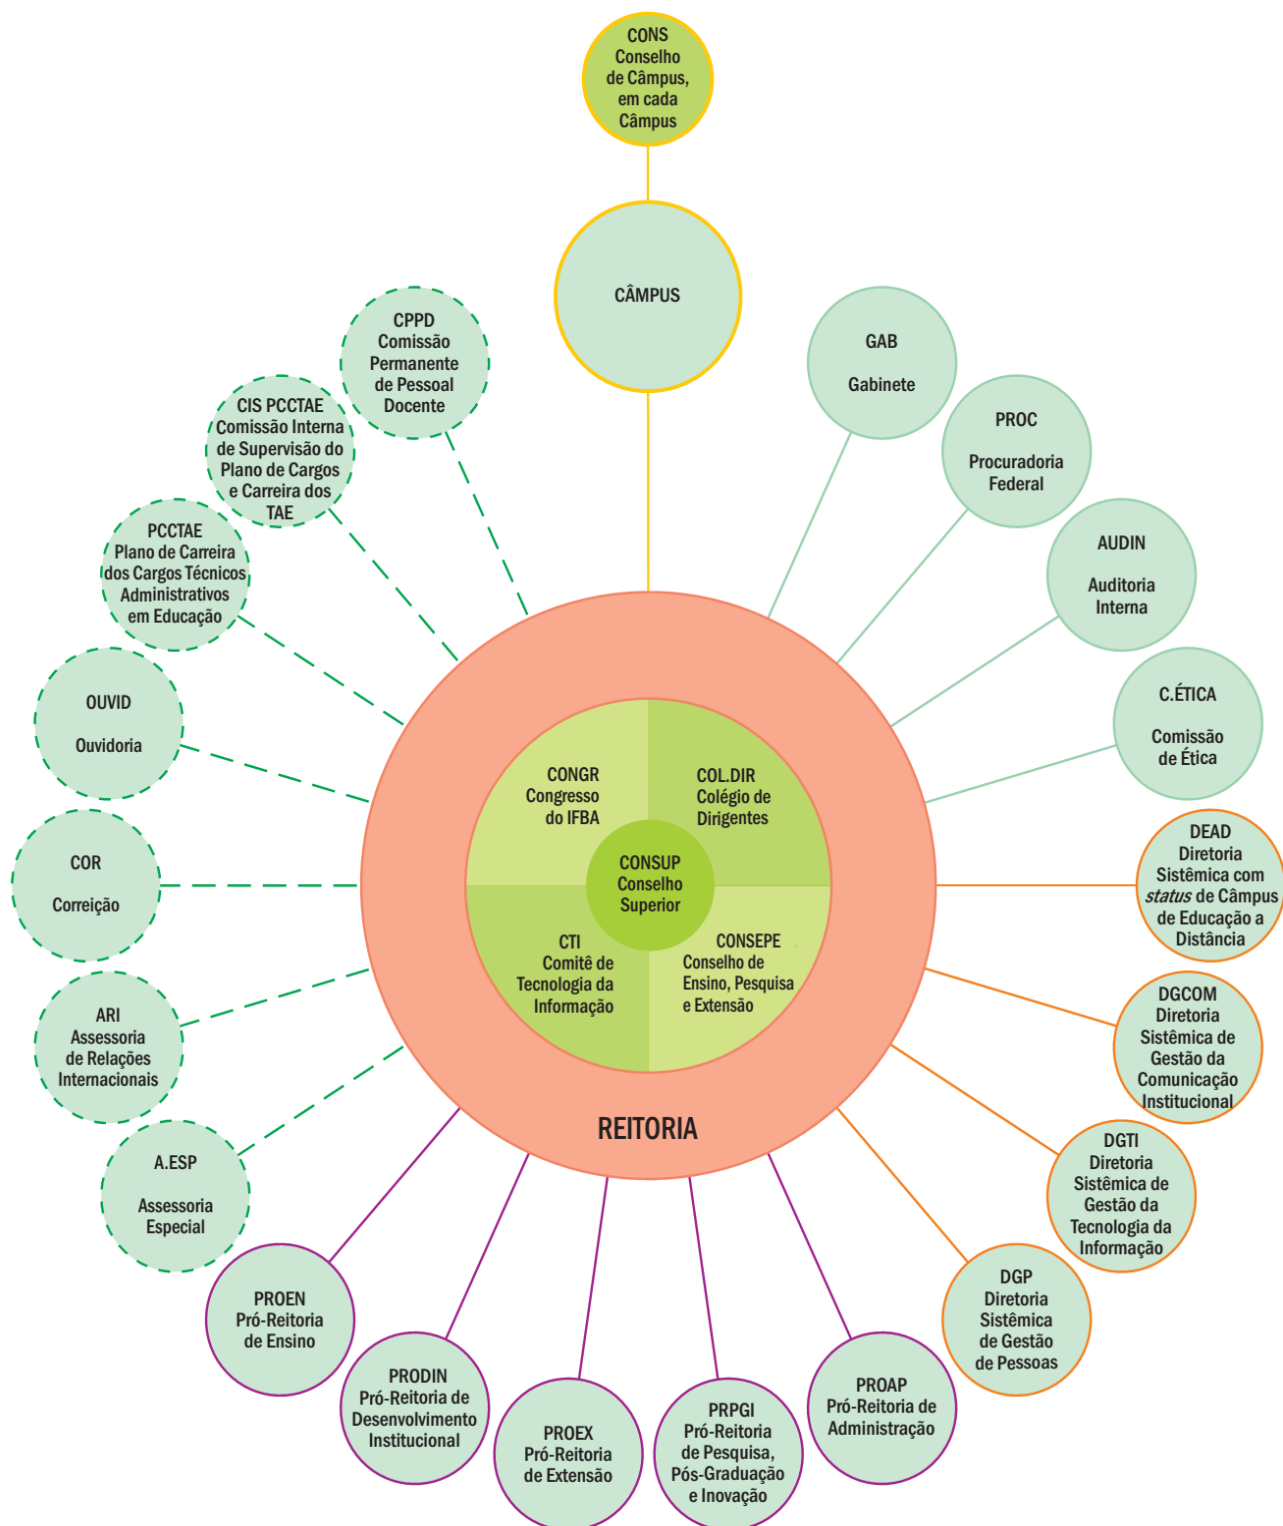 CONS
Conselho
de Câmpus,
em cada
Câmpus
CÂMPUS
CPPD
Comissão
Permanente
de Pessoal
Docente
GAB
Gabinete
CIS PCCTAE
Comissão Interna
de Supervisão do
Plano de Cargos
e Carreira dos
TAE
PROC
Procuradoria
Federal
PCCTAE
Plano de Carreira
dos Cargos Técnicos
Administrativos
em Educação
AUDIN
Auditoria
Interna
OUVID
Ouvidoria
C.ÉTICA
Comissão
de Ética
CONGR
Congresso
do IFBA
COL.DIR
Colégio de
Dirigentes
CONSUP
Conselho
Superior
CTI
Comitê de
Tecnologia da
Informação
CONSEPE
Conselho de
Ensino, Pesquisa
e Extensão
COR
Correição
DEAD
Diretoria
Sistêmica com
status de Câmpus
de Educação a
Distância
ARI
Assessoria
de Relações
Internacionais
DGCOM
Diretoria
Sistêmica de
Gestão da
Comunicação
Institucional
REITORIA
A.ESP
Assessoria
Especial
DGTI
Diretoria
Sistêmica de
Gestão da
Tecnologia da
Informação
PROEN
Pró-Reitoria
de Ensino
DGP
Diretoria
Sistêmica
de Gestão
de Pessoas
PRODIN
Pró-Reitoria de
Desenvolvimento
Institucional
PROEX
Pró-Reitoria
de Extensão
PRPGI
Pró-Reitoria
de Pesquisa,
Pós-Graduação
e Inovação
PROAP
Pró-Reitoria de
Administração